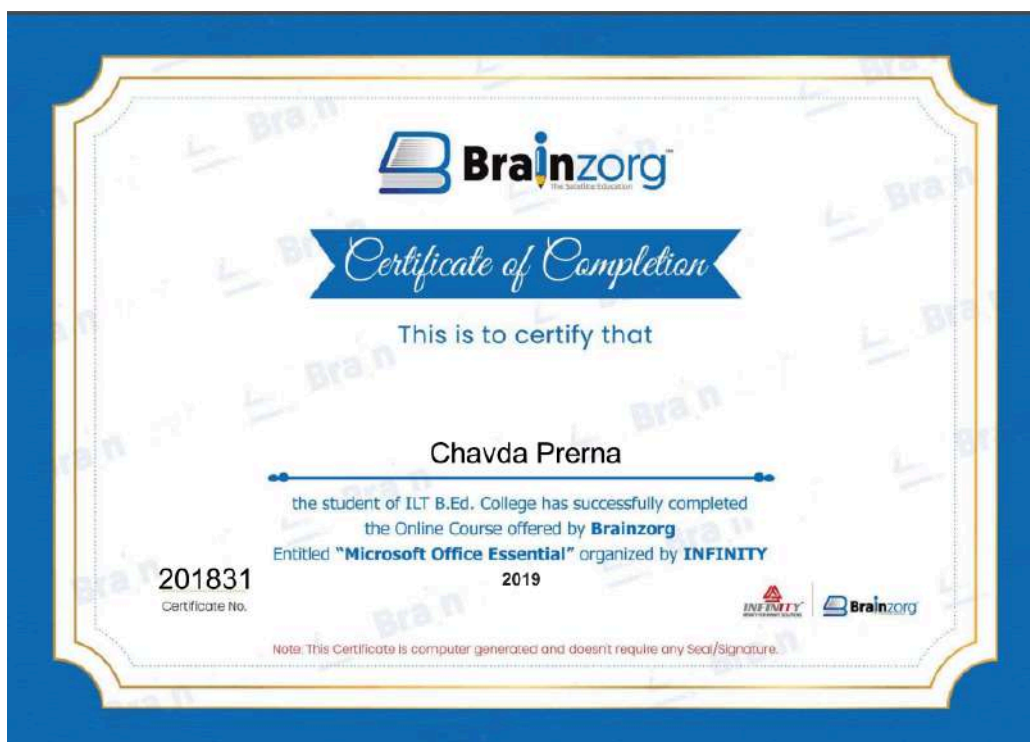 Brainzorg™
The Satellite Education
Certificate of Completion
This is to certify that
Chavda Prerna
the student of ILT B.Ed. College has successfully completed
the Online Course offered by Brainzorg
Entitled "Microsoft Office Essential" organized by INFINITY
2019
201831
Certificate No.
INFINITY
Brainzorg
Note: This Certificate is computer generated and doesn't require any Seal/Signature.